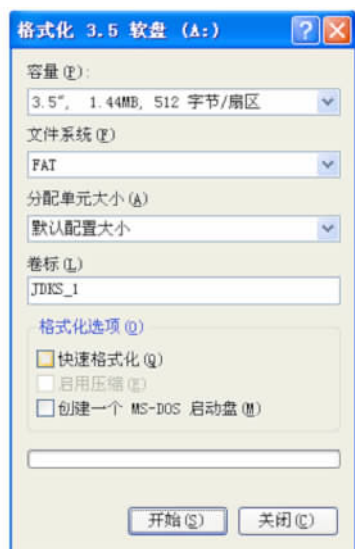 格式化 3.5 软盘 (A:)
容量(P):
3.5", 1.44MB, 512 字节/扇区
文件系统(F)
FAT
分配单元大小(A)
默认配置大小
卷标(L)
JDKS_1
格式化选项(O)
快速格式化(Q)
启用压缩(E)
创建一个 MS-DOS 启动盘(M)
开始(S)
关闭(C)